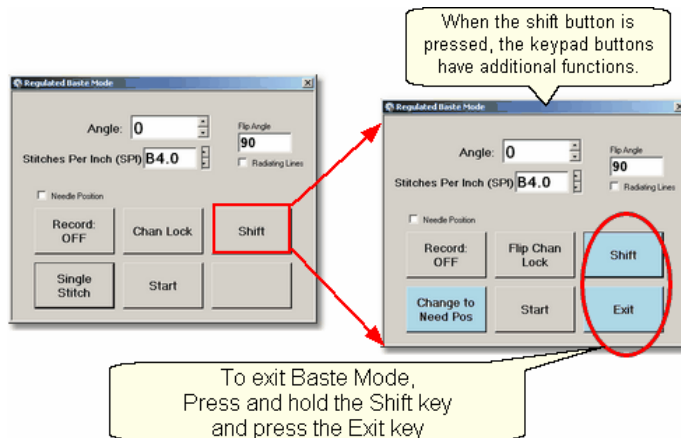 When the shift button is
pressed, the keypad buttons
have additional functions.
Regulated Baste Mode
Angle: 0
Flip Angle
90
Stitches Per Inch (SPI) B4.0
Radiating Lines
Needle Position
Record:
OFF
Chan Lock
Shift
Single
Stitch
Start
Regulated Baste Mode
Angle: 0
Flip Angle
90
Stitches Per Inch (SPI) B4.0
Radiating Lines
Needle Position
Record:
OFF
Flip Chan
Lock
Shift
Change to
Need Pos
Start
Exit
To exit Baste Mode,
Press and hold the Shift key
and press the Exit key